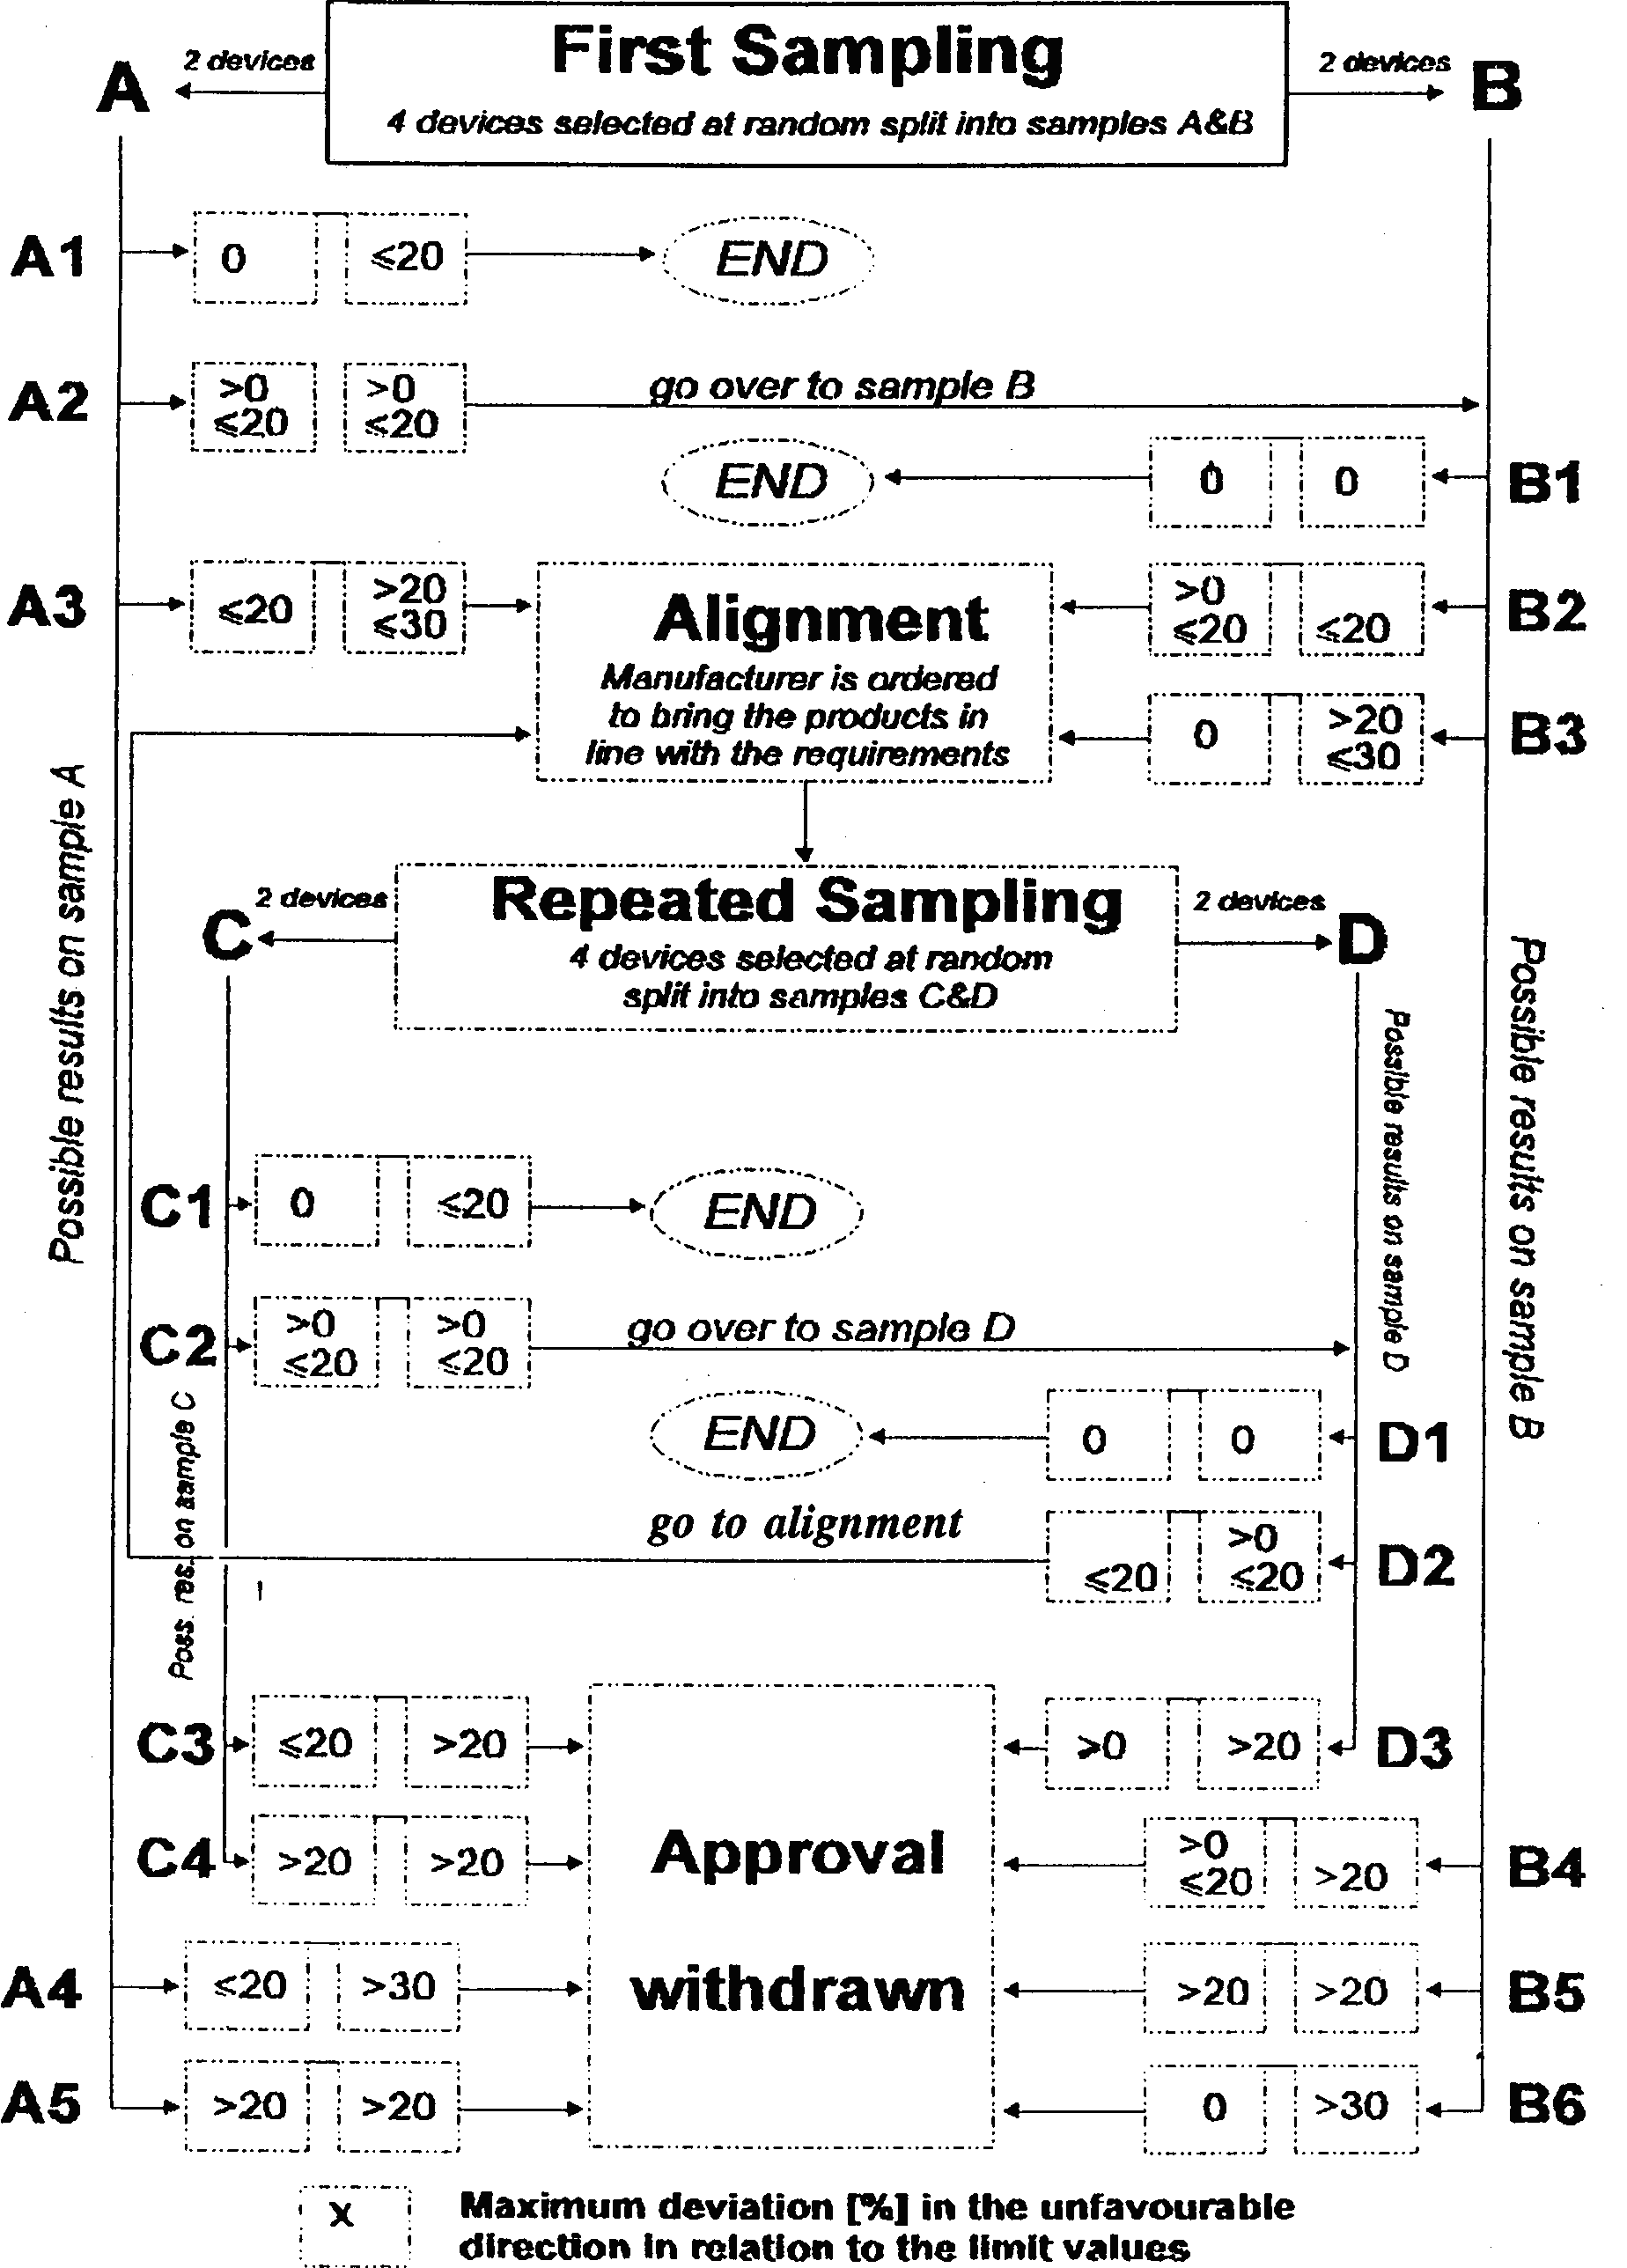 First Sampling
4 devices selected at random split into samples A&B
A
2 devices
2 devices
B
A1
0
≤20
END
A2
>0
≤20
>0
≤20
go over to sample B
END
0
0
B1
A3
≤20
>20
≤30
Alignment
Manufacturer is ordered
to bring the products in
line with the requirements
>0
≤20
≤20
B2
0
>20
≤30
B3
Possible results on sample A
Possible results on sample B
C
2 devices
Repeated Sampling
4 devices selected at random
split into samples C&D
2 devices
D
Possible results on sample D
C1
0
≤20
END
C2
>0
≤20
>0
≤20
go over to sample D
Poss. res. on sample C
END
0
0
D1
go to alignment
≤20
>0
≤20
D2
C3
≤20
>20
Approval
withdrawn
>0
>20
D3
C4
>20
>20
>0
≤20
>20
B4
A4
≤20
>30
>20
>20
B5
A5
>20
>20
0
>30
B6
X
Maximum deviation [%] in the unfavourable
direction in relation to the limit values